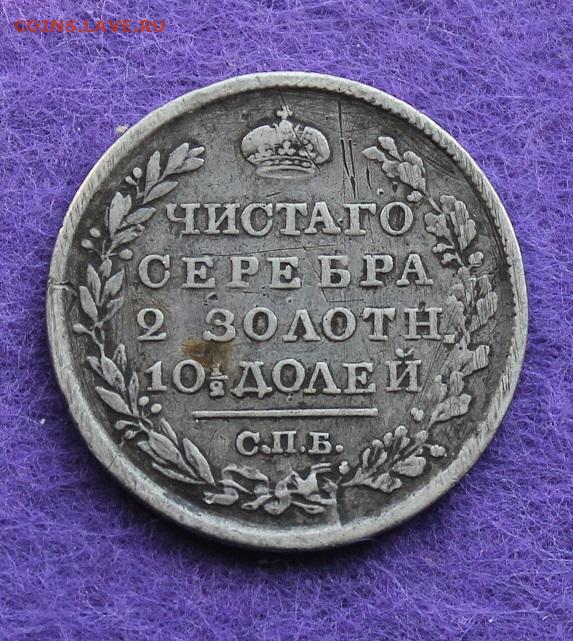 COINS.LAVE.RU
ЧИСТАГО
СЕРЕБРА
2 ЗОЛОТН.
10½ ДОЛЕЙ
С.П.Б.